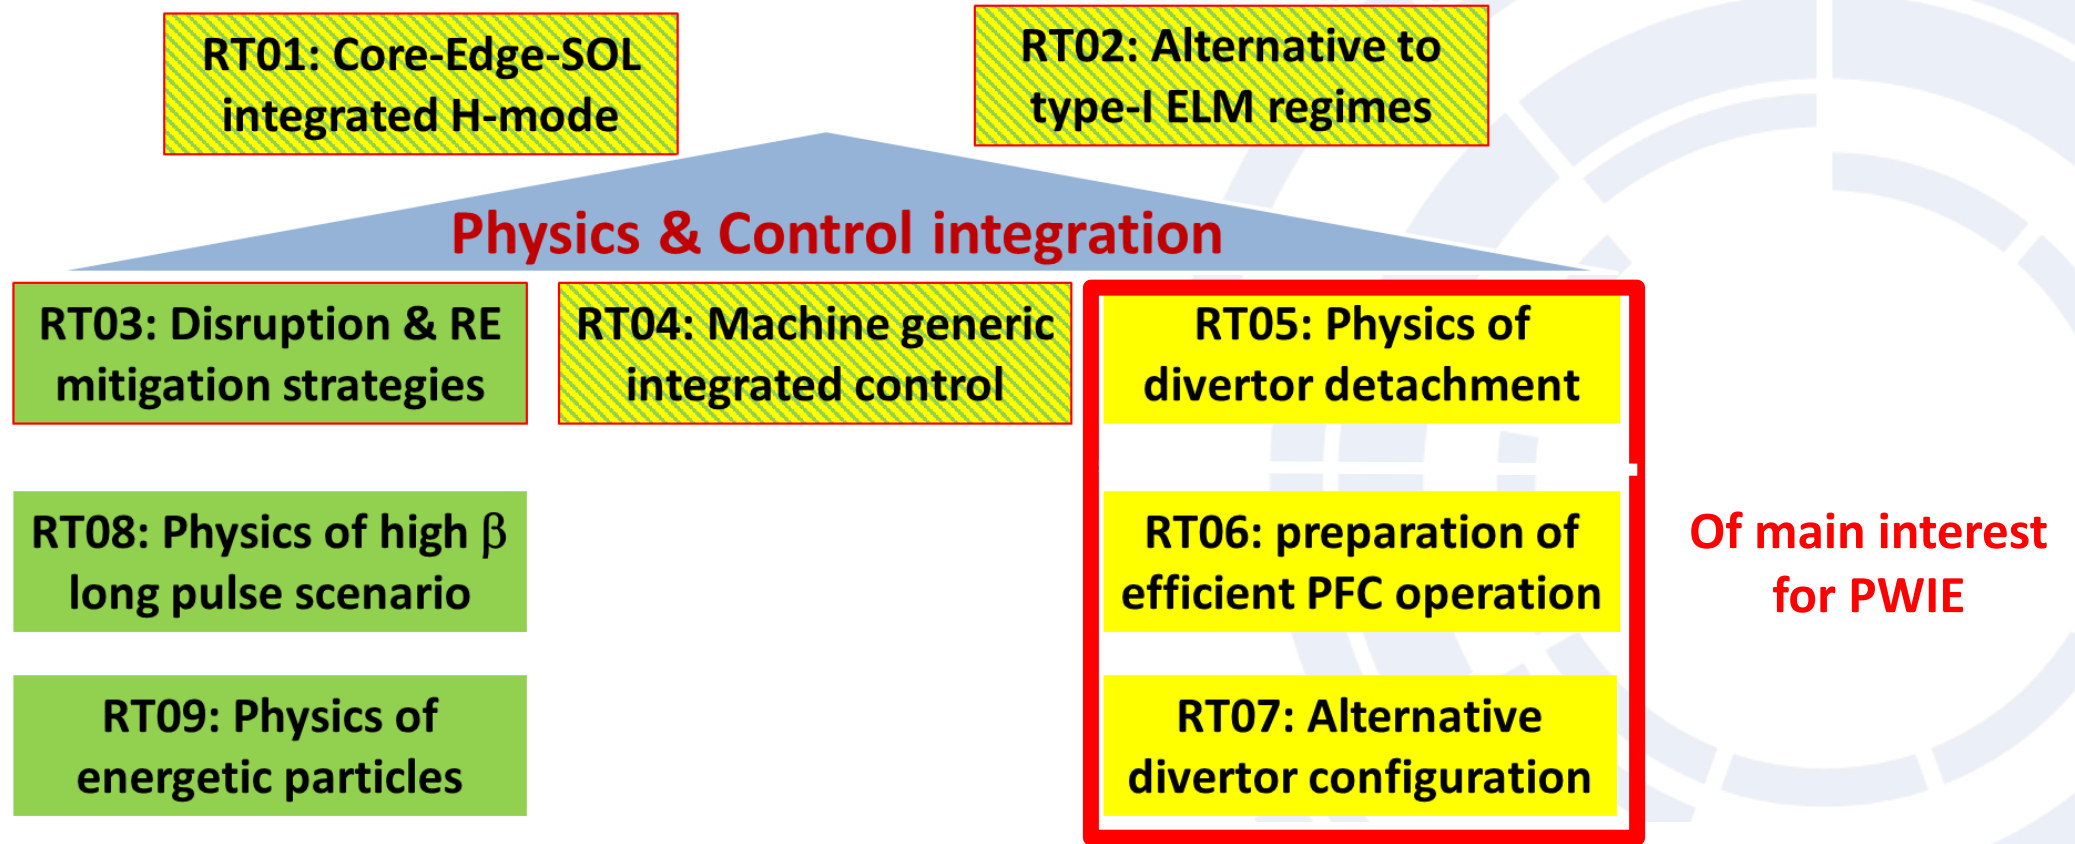 RT01: Core-Edge-SOL
integrated H-mode
RT02: Alternative to
type-I ELM regimes
Physics & Control integration
RT03: Disruption & RE
mitigation strategies
RT04: Machine generic
integrated control
RT05: Physics of
divertor detachment
RT08: Physics of high β
long pulse scenario
RT06: preparation of
efficient PFC operation
Of main interest
for PWIE
RT09: Physics of
energetic particles
RT07: Alternative
divertor configuration